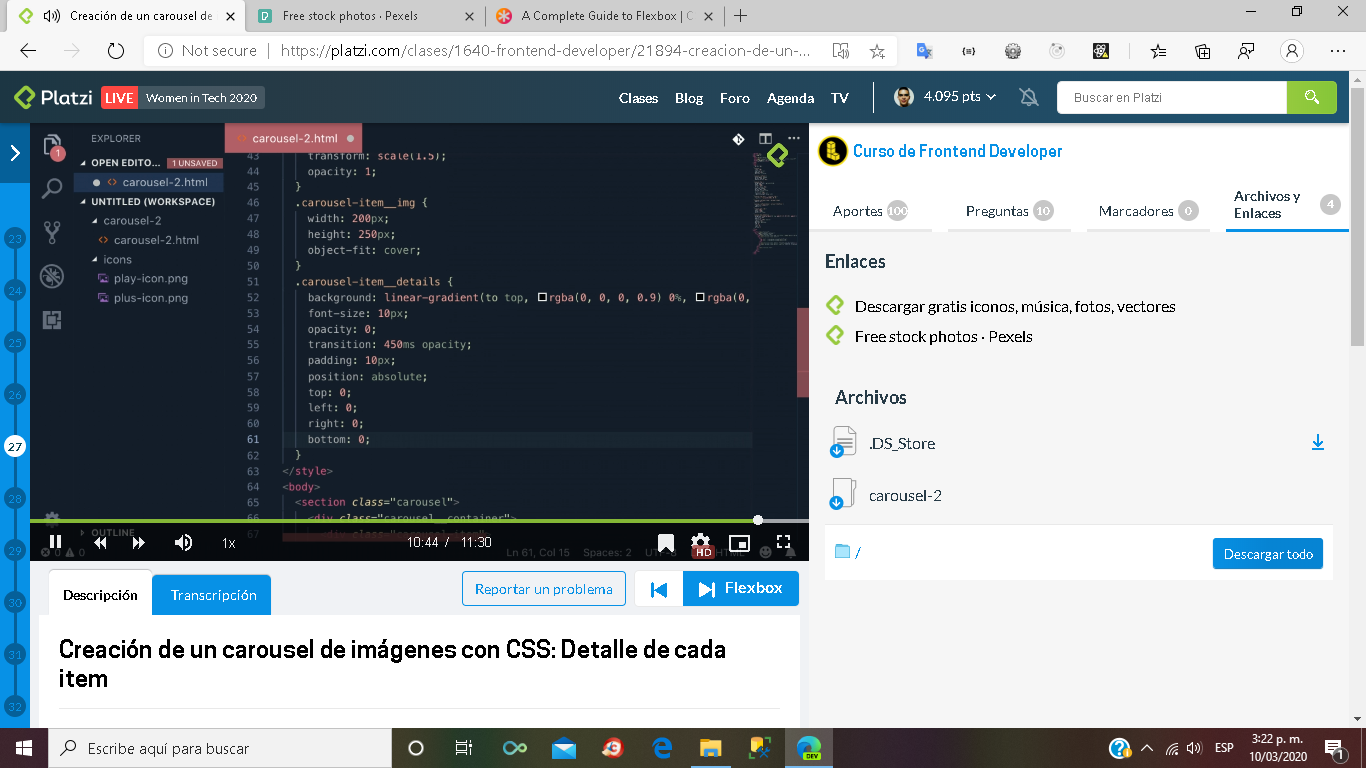 Creación de un carousel de
Free stock photos · Pexels
A Complete Guide to Flexbox | C
Not secure
https://platzi.com/clases/1640-frontend-developer/21894-creacion-de-un-...
Platzi
LIVE
Women in Tech 2020
Clases
Blog
Foro
Agenda
TV
4.095 pts
Buscar en Platzi
EXPLORER
OPEN EDITO...
1 UNSAVED
carousel-2.html
UNTITLED (WORKSPACE)
carousel-2
carousel-2.html
icons
play-icon.png
plus-icon.png
OUTLINE
1
carousel-2.html
43 transform: scale(1.5);
44 opacity: 1;
45 }
46 .carousel-item__img {
47 width: 200px;
48 height: 250px;
49 object-fit: cover;
50 }
51 .carousel-item__details {
52 background: linear-gradient(to top, rgba(0, 0, 0, 0.9) 0%, rgba(0,
53 font-size: 10px;
54 opacity: 0;
55 transition: 450ms opacity;
56 padding: 10px;
57 position: absolute;
58 top: 0;
59 left: 0;
60 right: 0;
61 bottom: 0;
62 }
63 </style>
64 <body>
65 <section class="carousel">
66 <div class="carousel__container">
67
1x
10:44 / 11:30
HD
0 0
Ln 61, Col 15
Spaces: 2
UTF-8
HTML
23
24
25
26
27
28
29
30
31
32
Descripción
Transcripción
Reportar un problema
Flexbox
Creación de un carousel de imágenes con CSS: Detalle de cada
item
Curso de Frontend Developer
Aportes 100
Preguntas 10
Marcadores 0
Archivos y
Enlaces
4
Enlaces
Descargar gratis iconos, música, fotos, vectores
Free stock photos · Pexels
Archivos
.DS_Store
carousel-2
/
Descargar todo
Escribe aquí para buscar
DEV
ESP
3:22 p. m.
10/03/2020
1